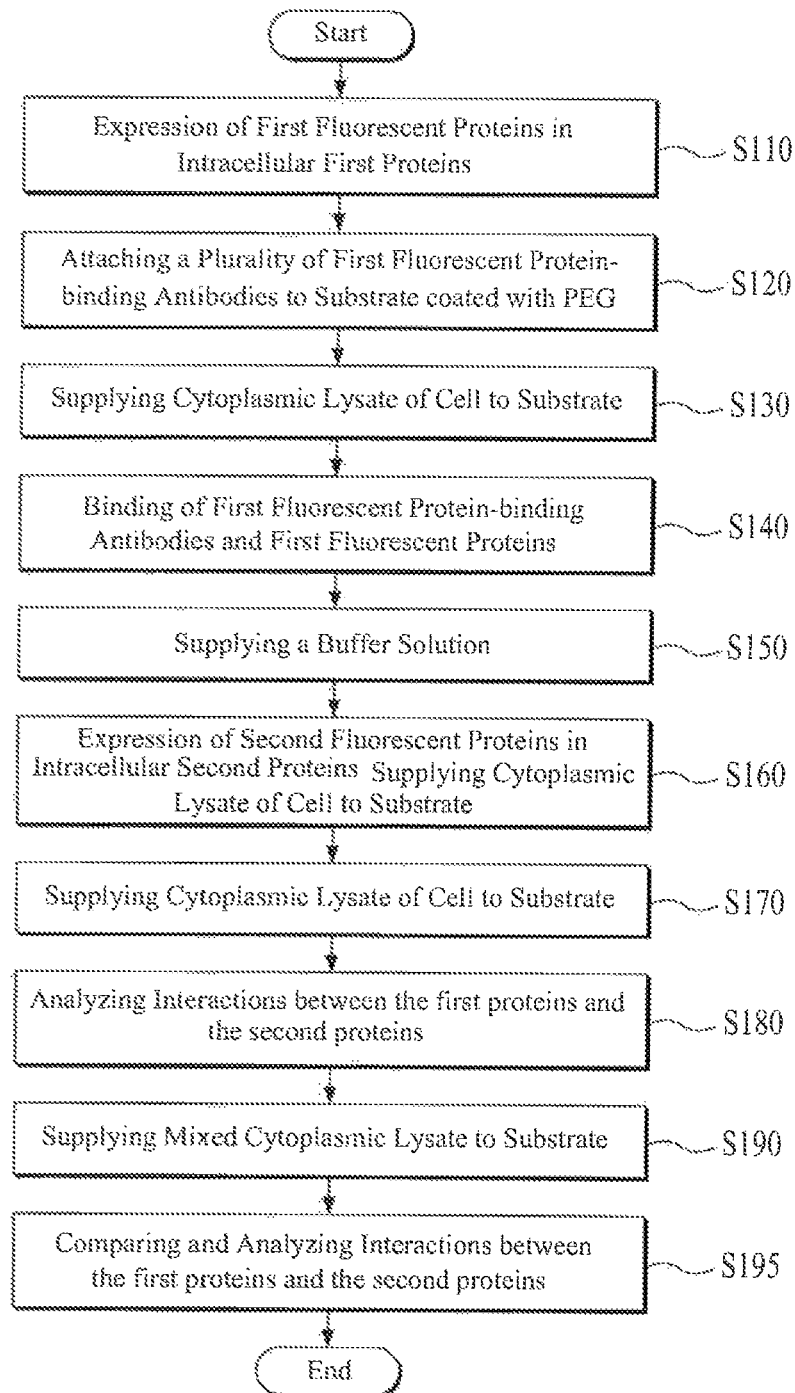 Start
Expression of First Fluorescent Proteins in
Intracellular First Proteins
S110
Attaching a Plurality of First Fluorescent Protein-
binding Antibodies to Substrate coated with PEG
S120
Supplying Cytoplasmic Lysate of Cell to Substrate
S130
Binding of First Fluorescent Protein-binding
Antibodies and First Fluorescent Proteins
S140
Supplying a Buffer Solution
S150
Expression of Second Fluorescent Proteins in
Intracellular Second Proteins Supplying Cytoplasmic
Lysate of Cell to Substrate
S160
Supplying Cytoplasmic Lysate of Cell to Substrate
S170
Analyzing Interactions between the first proteins and
the second proteins
S180
Supplying Mixed Cytoplasmic Lysate to Substrate
S190
Comparing and Analyzing Interactions between
the first proteins and the second proteins
S195
End